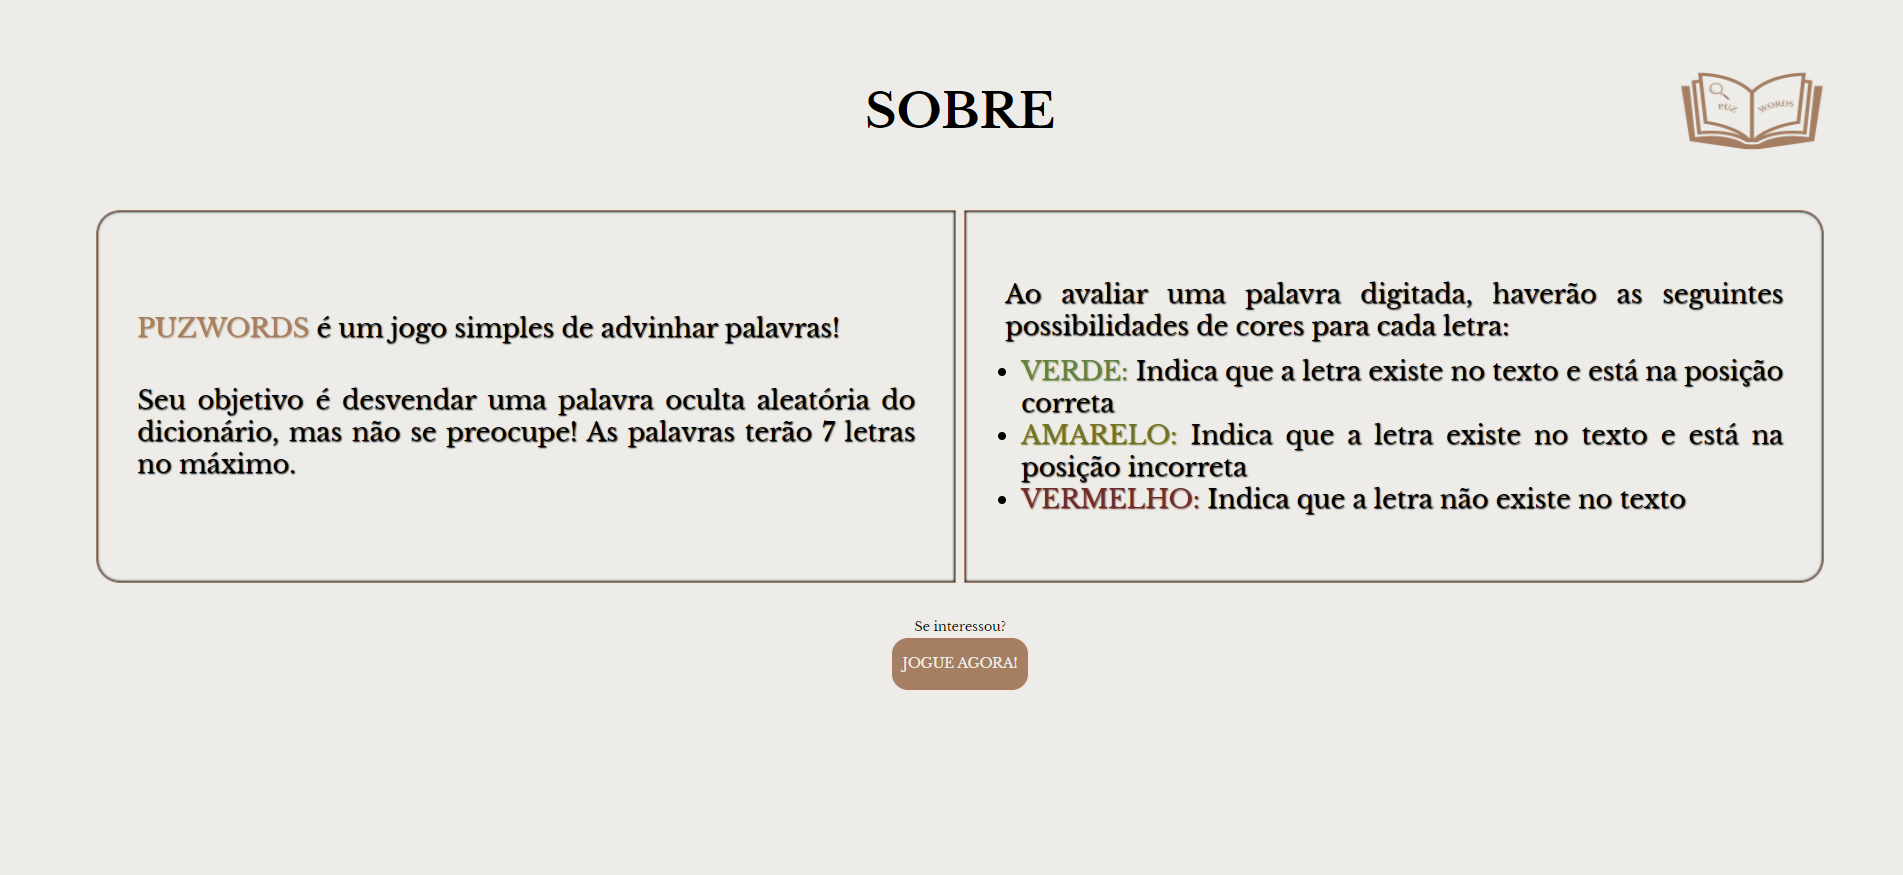 SOBRE
PUZ WORDS
PUZWORDS é um jogo simples de advinhar palavras!
Seu objetivo é desvendar uma palavra oculta aleatória do
dicionário, mas não se preocupe! As palavras terão 7 letras
no máximo.
Ao avaliar uma palavra digitada, haverão as seguintes
possibilidades de cores para cada letra:
• VERDE: Indica que a letra existe no texto e está na posição
correta
• AMARELO: Indica que a letra existe no texto e está na
posição incorreta
• VERMELHO: Indica que a letra não existe no texto
Se interessou?
JOGUE AGORA!